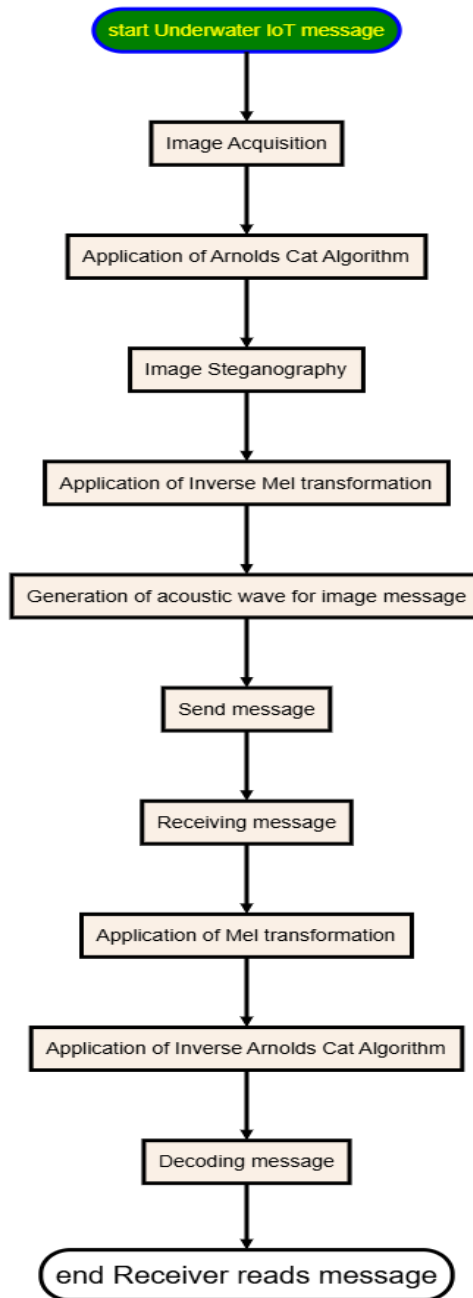 start Underwater IoT message
Image Acquisition
Application of Arnolds Cat Algorithm
Image Steganography
Application of Inverse Mel transformation
Generation of acoustic wave for image message
Send message
Receiving message
Application of Mel transformation
Application of Inverse Arnolds Cat Algorithm
Decoding message
end Receiver reads message